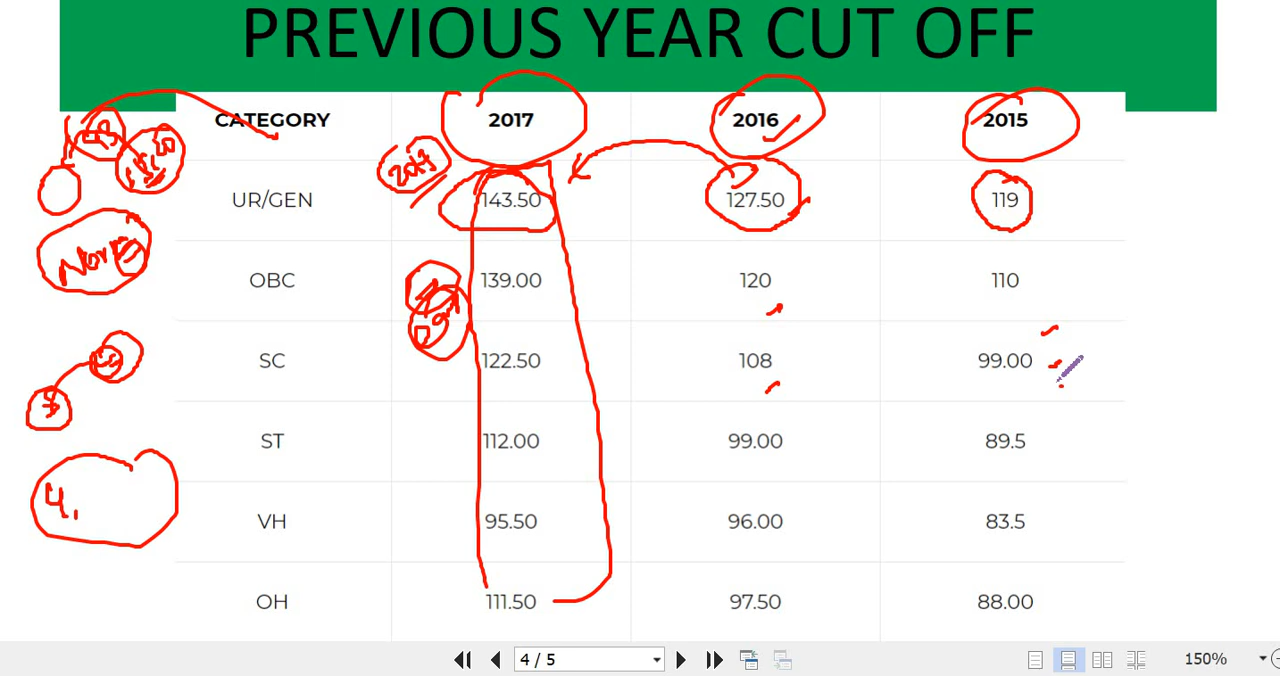 PREVIOUS YEAR CUT OFF
CATEGORY 2017 2016 2015
2017
UR/GEN 143.50 127.50 119
OBC 139.00 120 110
SC 122.50 108 99.00
ST 112.00 99.00 89.5
VH 95.50 96.00 83.5
OH 111.50 97.50 88.00
4 / 5
150%